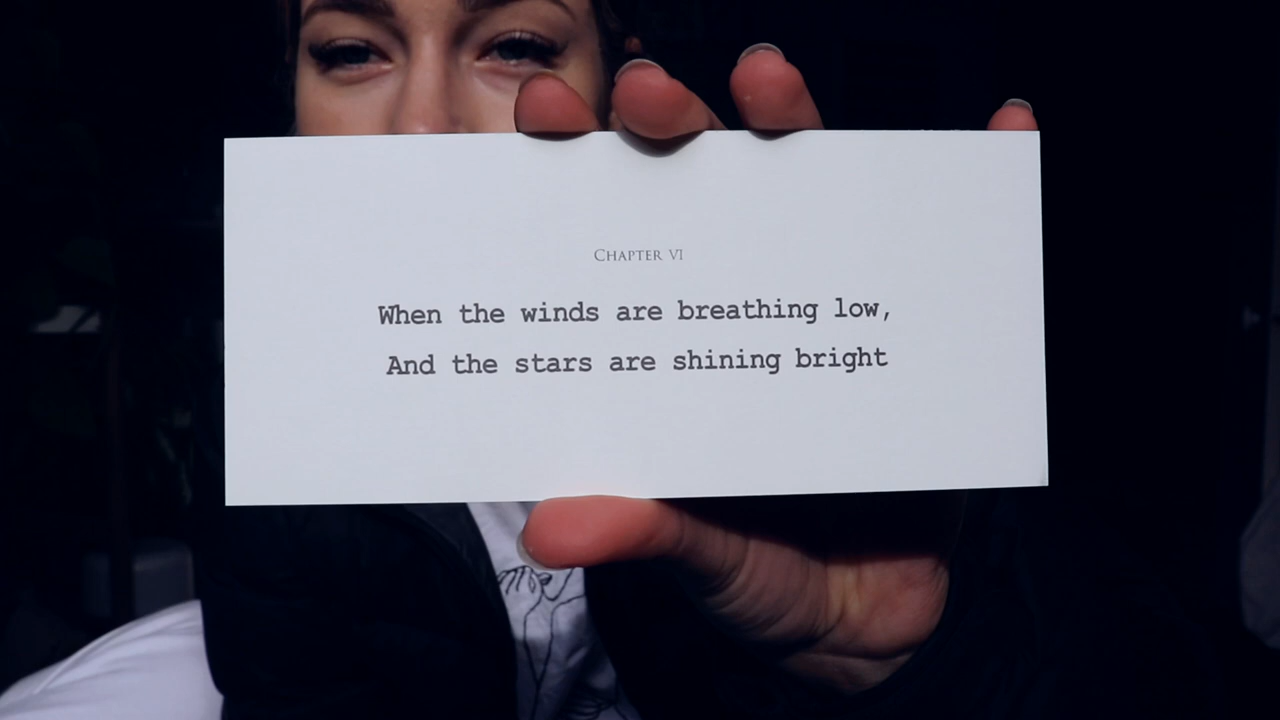 Chapter VI
When the winds are breathing low,
And the stars are shining bright